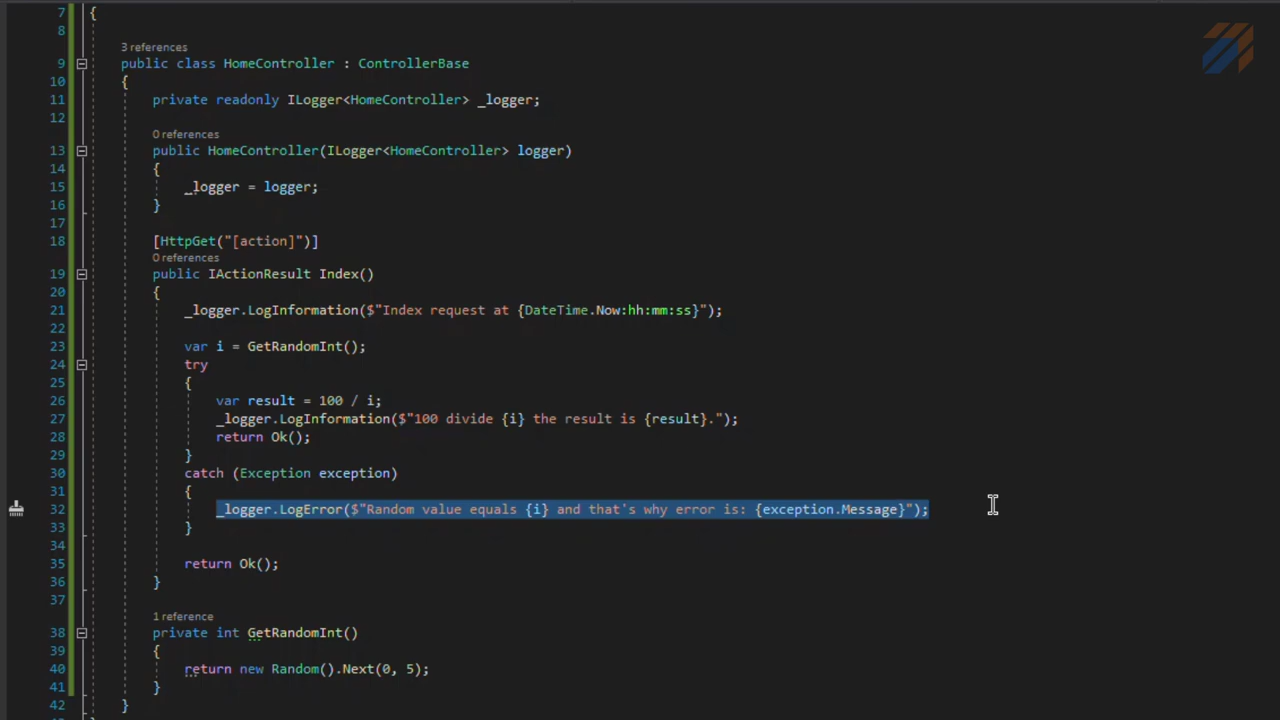 7 {
8
3 references
9 public class HomeController : ControllerBase
10 {
11 private readonly ILogger<HomeController> _logger;
12
0 references
13 public HomeController(ILogger<HomeController> logger)
14 {
15 _logger = logger;
16 }
17
18 [HttpGet("[action]")]
0 references
19 public IActionResult Index()
20 {
21 _logger.LogInformation($"Index request at {DateTime.Now:hh:mm:ss}");
22
23 var i = GetRandomInt();
24 try
25 {
26 var result = 100 / i;
27 _logger.LogInformation($"100 divide {i} the result is {result}.");
28 return Ok();
29 }
30 catch (Exception exception)
31 {
32 _logger.LogError($"Random value equals {i} and that's why error is: {exception.Message}");
33 }
34
35 return Ok();
36 }
37
1 reference
38 private int GetRandomInt()
39 {
40 return new Random().Next(0, 5);
41 }
42 }